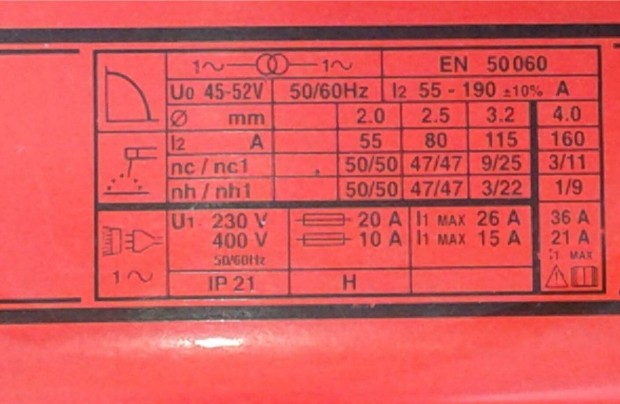 1~ 1~ EN 50060
U0 45-52V 50/60Hz I2 55 - 190 ±10% A
Ø mm 2.0 2.5 3.2 4.0
I2 A 55 80 115 160
nc / nc1 50/50 47/47 9/25 3/11
nh / nh1 50/50 47/47 3/22 1/9
U1 230 V 20 A I1 MAX 26 A 36 A
400 V 10 A I1 MAX 15 A 21 A
50/60Hz I1 MAX
1~ IP 21 H